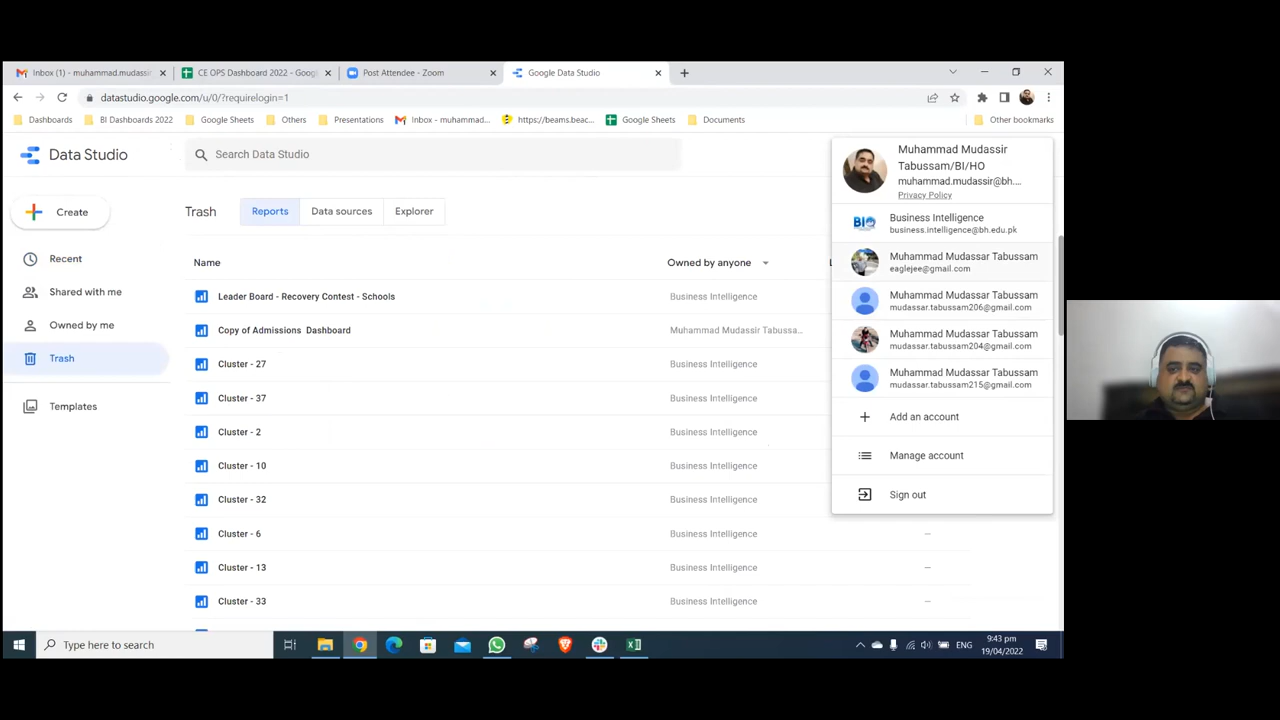 Inbox (1) - muhammad.mudassir
CE OPS Dashboard 2022 - Googl
Post Attendee - Zoom
Google Data Studio
datastudio.google.com/u/0/?requirelogin=1
Dashboards
BI Dashboards 2022
Google Sheets
Others
Presentations
Inbox - muhammad...
https://beams.beac...
Google Sheets
Documents
Other bookmarks
Data Studio
Search Data Studio
Create
Recent
Shared with me
Owned by me
Trash
Templates
Trash
Reports
Data sources
Explorer
Name
Owned by anyone
Leader Board - Recovery Contest - Schools
Business Intelligence
Copy of Admissions Dashboard
Muhammad Mudassir Tabussa...
Cluster - 27
Business Intelligence
Cluster - 37
Business Intelligence
Cluster - 2
Business Intelligence
Cluster - 10
Business Intelligence
Cluster - 32
Business Intelligence
Cluster - 6
Business Intelligence
–
Cluster - 13
Business Intelligence
–
Cluster - 33
Business Intelligence
–
Muhammad Mudassir
Tabussam/BI/HO
muhammad.mudassir@bh....
Privacy Policy
BIO
Business Intelligence
business.intelligence@bh.edu.pk
Muhammad Mudassar Tabussam
eaglejee@gmail.com
Muhammad Mudassar Tabussam
mudassar.tabussam206@gmail.com
Muhammad Mudassar Tabussam
mudassar.tabussam204@gmail.com
Muhammad Mudassar Tabussam
mudassar.tabussam215@gmail.com
Add an account
Manage account
Sign out
Type here to search
ENG
9:43 pm
19/04/2022